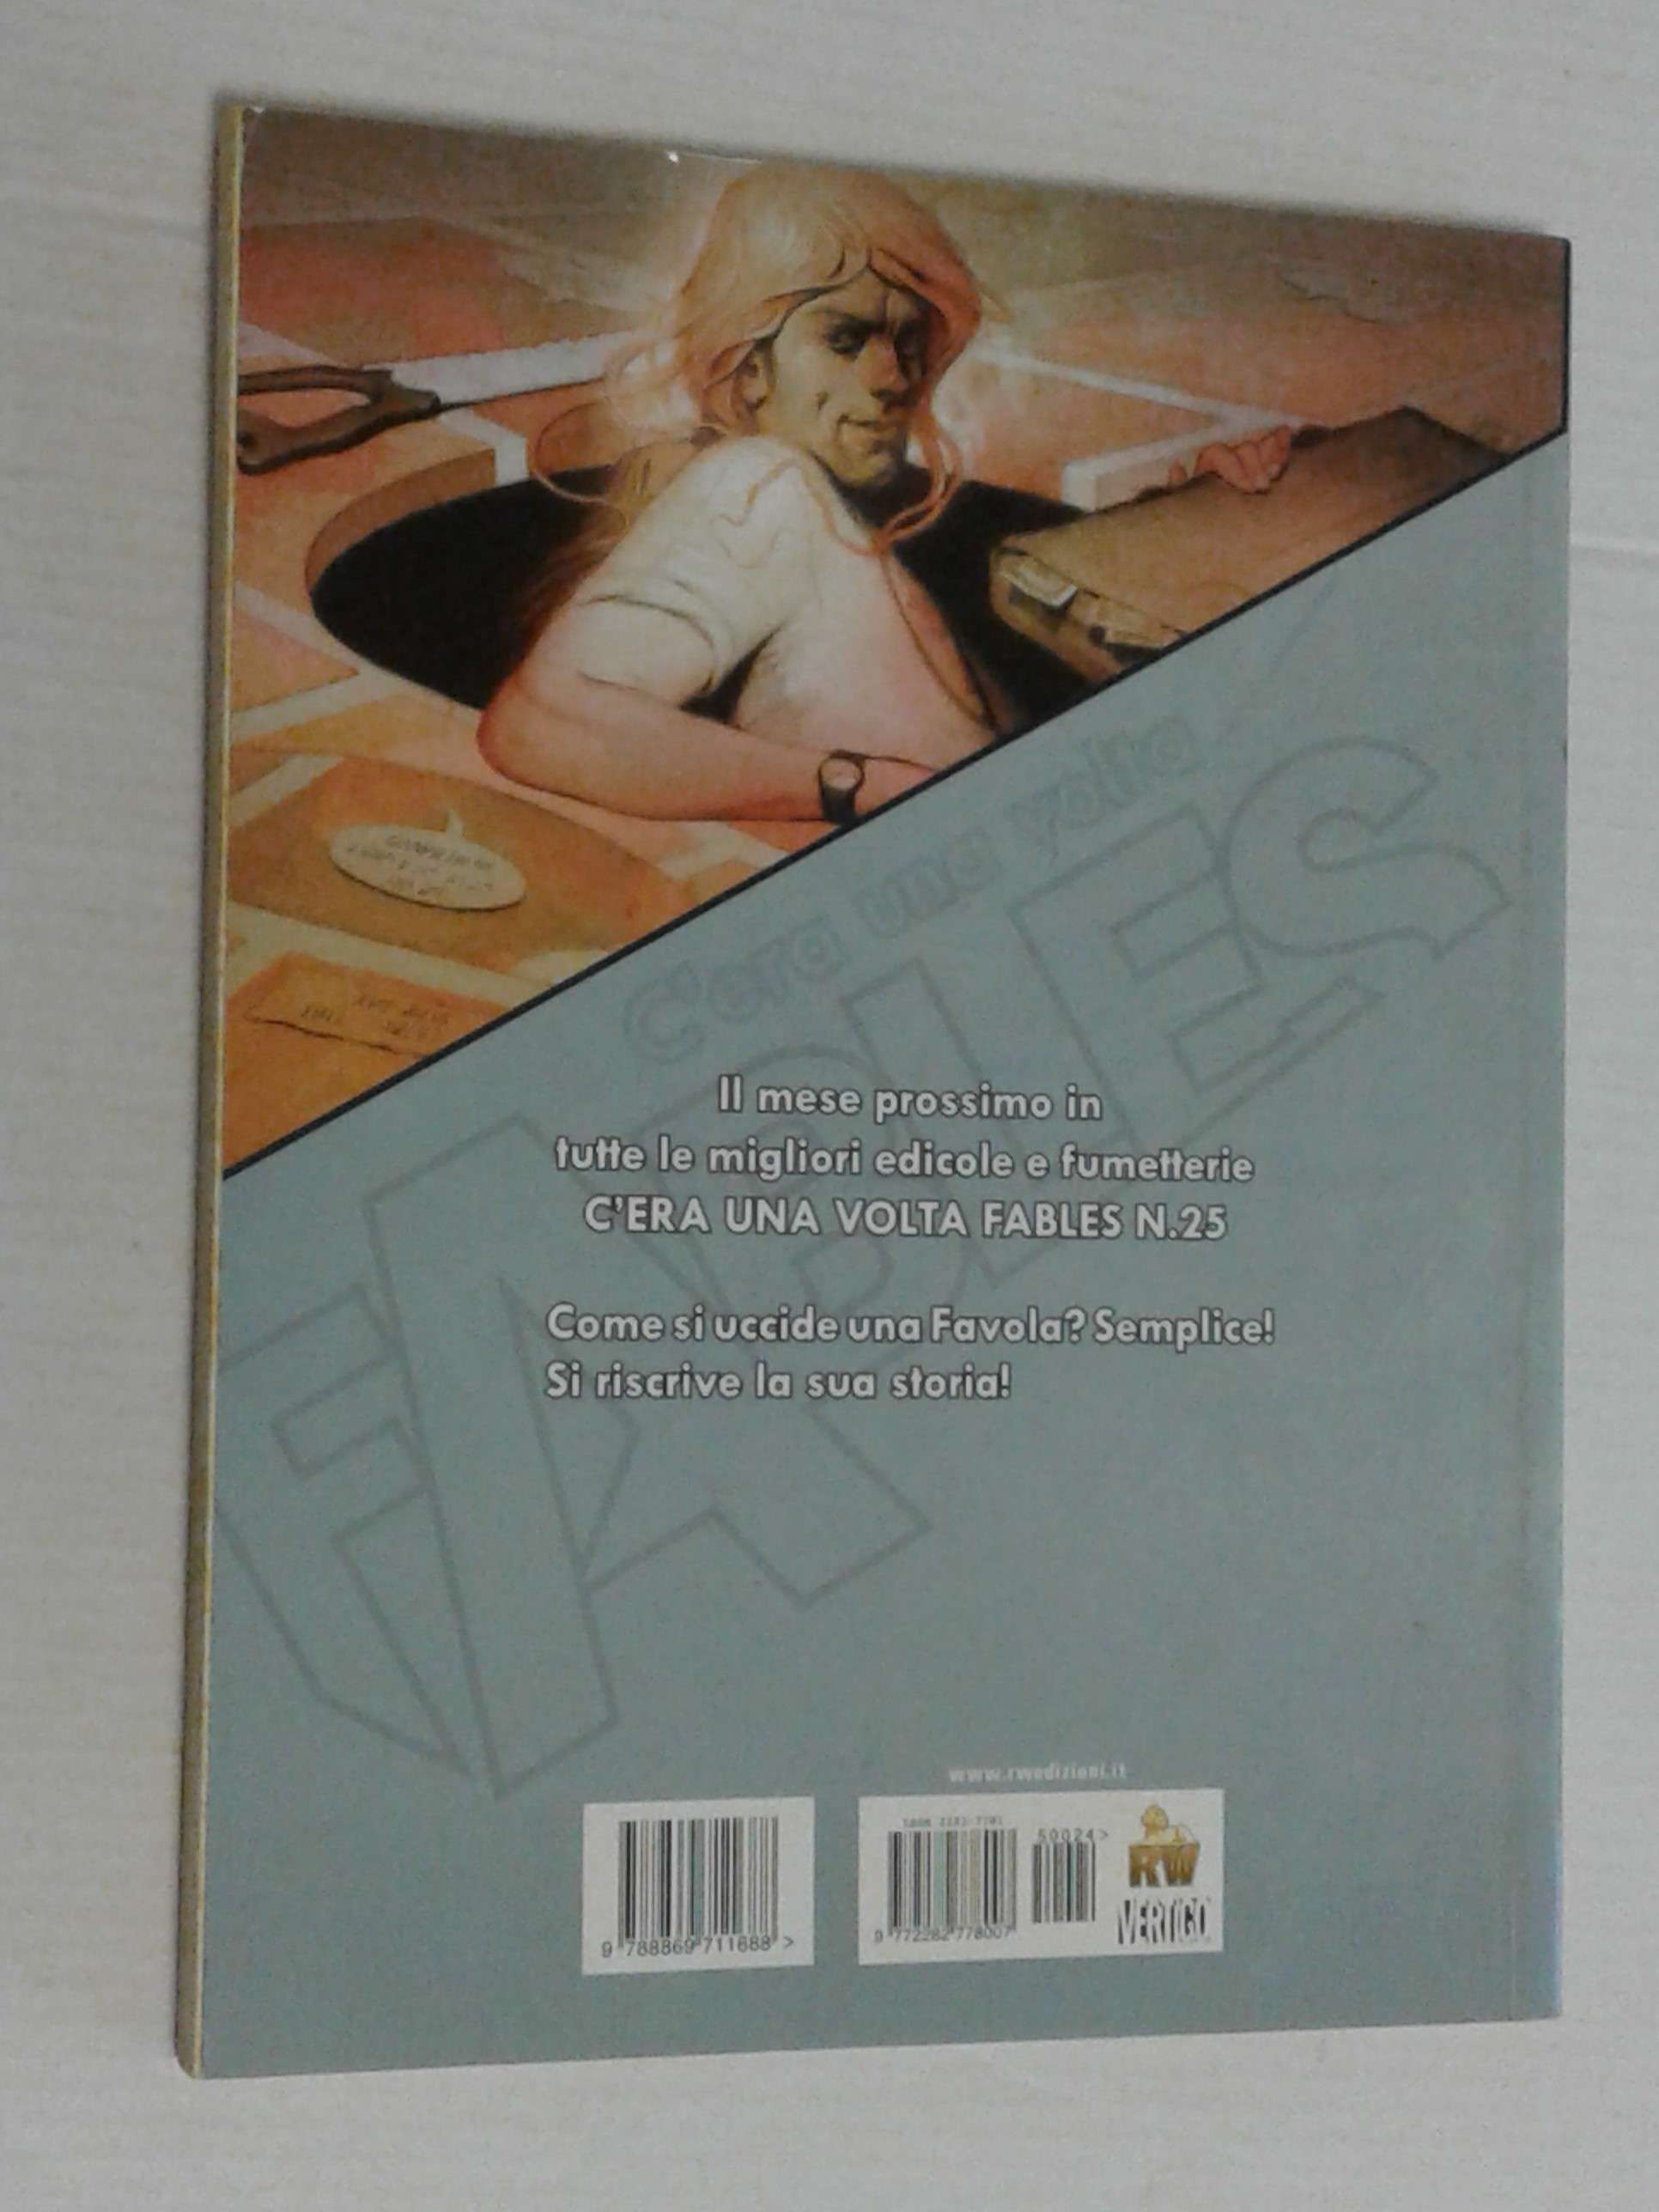 C'era una volta
FABLES
Il mese prossimo in
tutte le migliori edicole e fumetterie
C'ERA UNA VOLTA FABLES N.25
Come si uccide una Favola? Semplice!
Si riscrive la sua storia!
www.rwedizioni.it
50024>
9 788869 711688 >
9 772282 778007
RW
VERTIGO